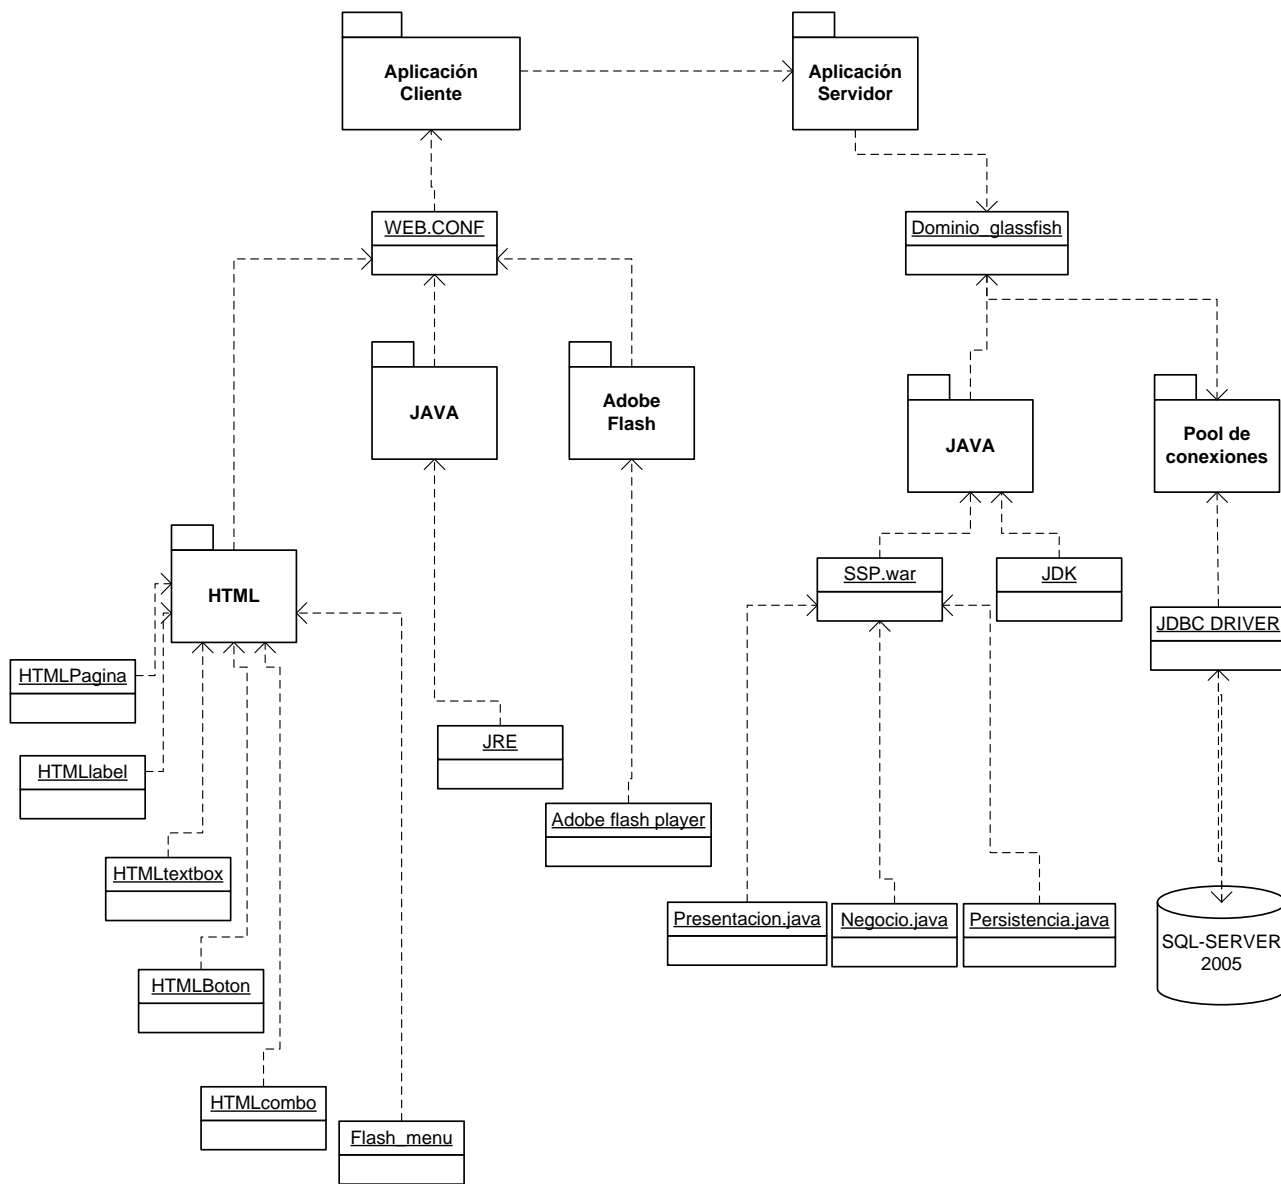 Aplicación
Cliente
Aplicación
Servidor
WEB.CONF
Dominio_glassfish
JAVA
Adobe
Flash
JAVA
Pool de
conexiones
HTML
SSP.war
JDK
JDBC DRIVER
HTMLPagina
HTMLlabel
JRE
Adobe flash player
HTMLtextbox
Presentacion.java
Negocio.java
Persistencia.java
SQL-SERVER
2005
HTMLBoton
HTMLcombo
Flash_menu